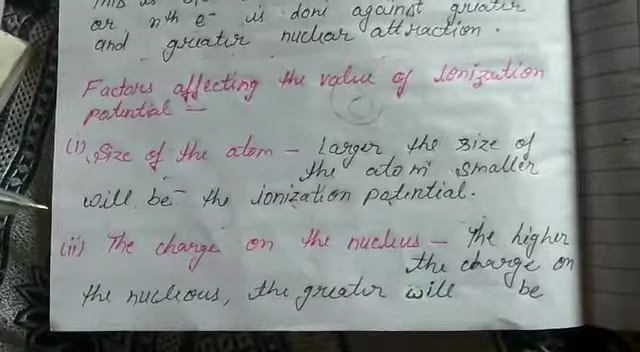 or nth e- is done against greater
and greater nuclear attraction.
Factors affecting the value of Ionization
potential -
(i) Size of the atom - Larger the size of
the atom smaller
will be the ionization potential.
(ii) The charge on the nucleus - The higher
the charge on
the nucleous, the greater will be